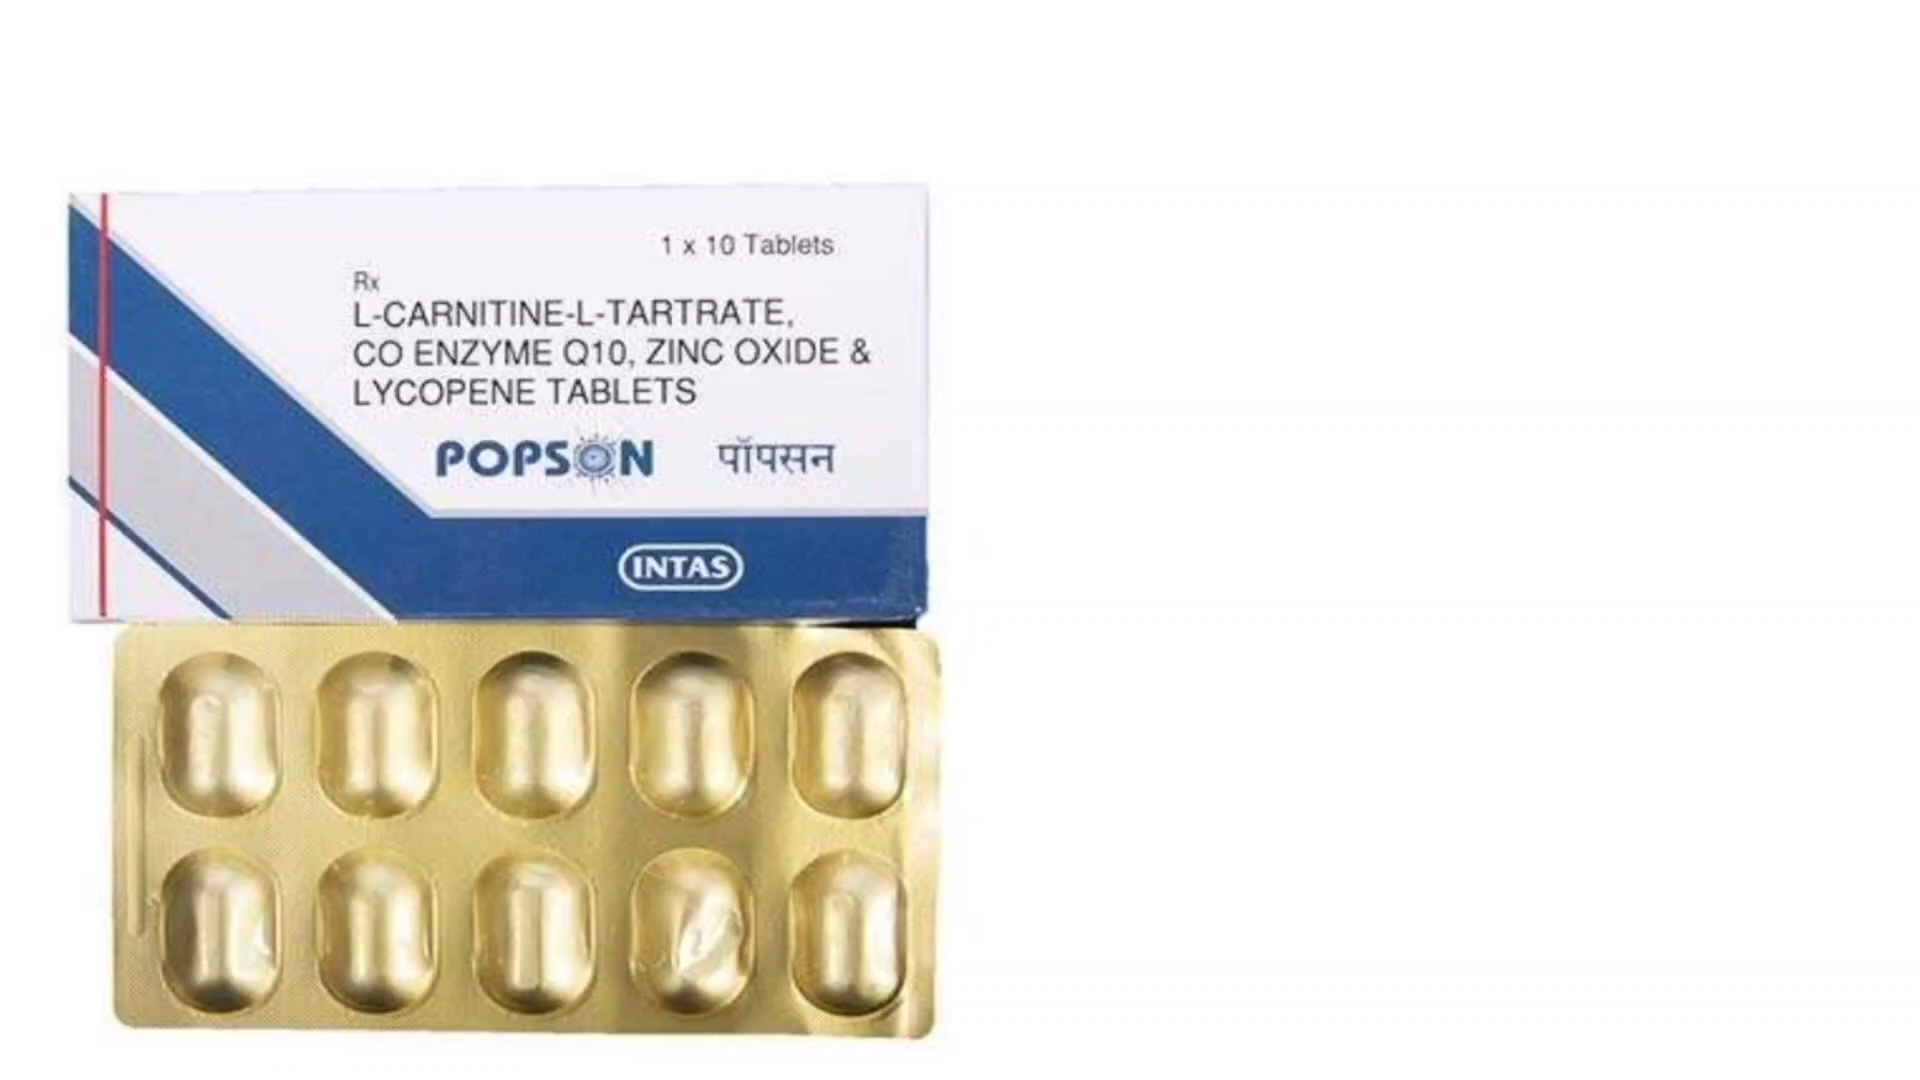 1 x 10 Tablets
Rx
L-CARNITINE-L-TARTRATE,
CO ENZYME Q10, ZINC OXIDE &
LYCOPENE TABLETS
POPSON पॉपसन
INTAS